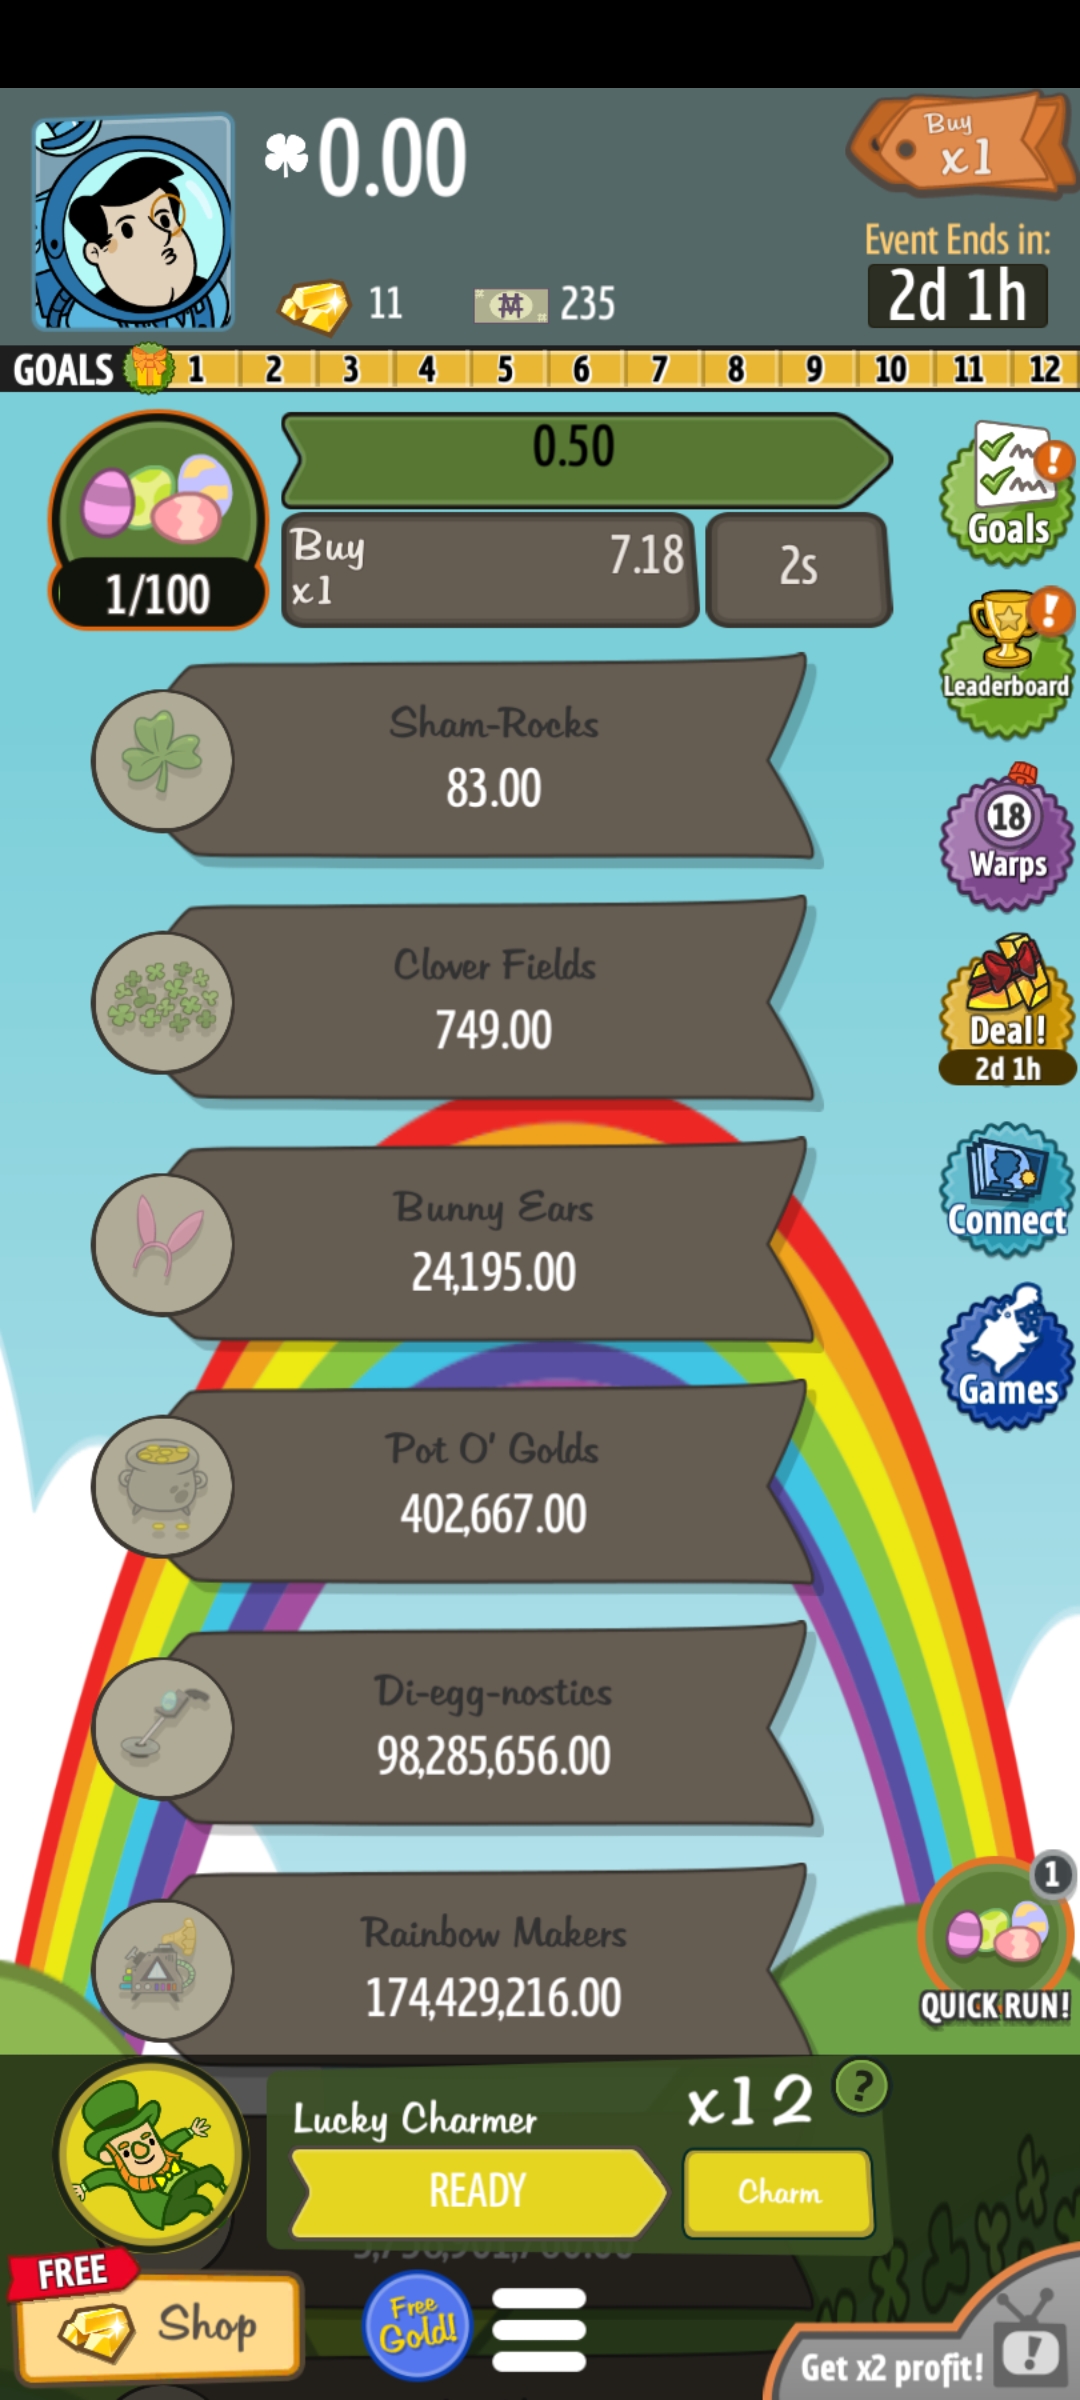 0.00
Buy
x1
Event Ends in:
2d 1h
11
235
GOALS 1 2 3 4 5 6 7 8 9 10 11 12
0.50
1/100
Buy
x1
7.18
2s
Goals
Leaderboard
Sham-Rocks
83.00
18
Warps
Clover Fields
749.00
Deal!
2d 1h
Bunny Ears
24,195.00
Connect
Games
Pot O' Golds
402,667.00
Di-egg-nostics
98,285,656.00
Rainbow Makers
174,429,216.00
1
QUICK RUN!
Lucky Charmer
x12
?
READY
Charm
FREE
Shop
Free
Gold!
Get x2 profit!